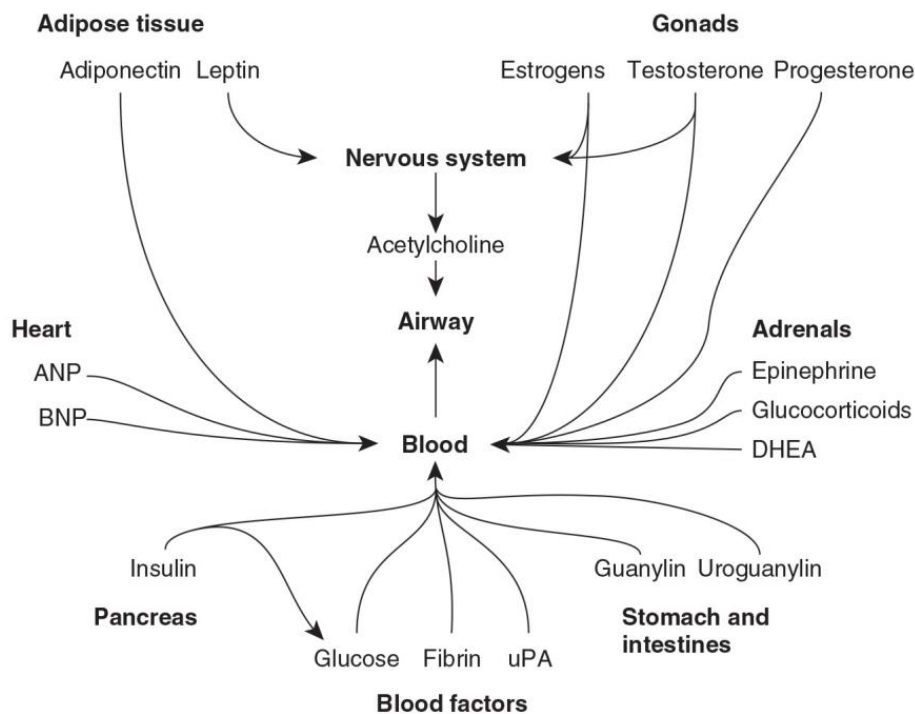 Adipose tissue
Gonads
Adiponectin Leptin
Estrogens Testosterone Progesterone
Nervous system
Acetylcholine
Airway
Heart
Adrenals
ANP
Epinephrine
BNP
Glucocorticoids
Blood
DHEA
Insulin
Guanylin Uroguanylin
Pancreas
Stomach and
intestines
Glucose Fibrin uPA
Blood factors